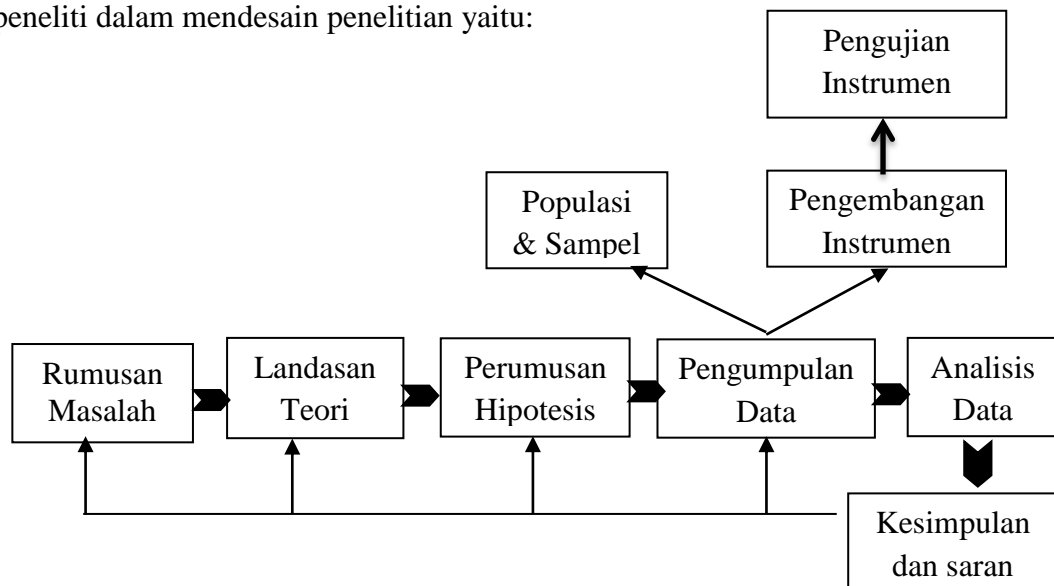 peneliti dalam mendesain penelitian yaitu:
Pengujian
Instrumen
Populasi
& Sampel
Pengembangan
Instrumen
Rumusan
Masalah
Landasan
Teori
Perumusan
Hipotesis
Pengumpulan
Data
Analisis
Data
Kesimpulan
dan saran